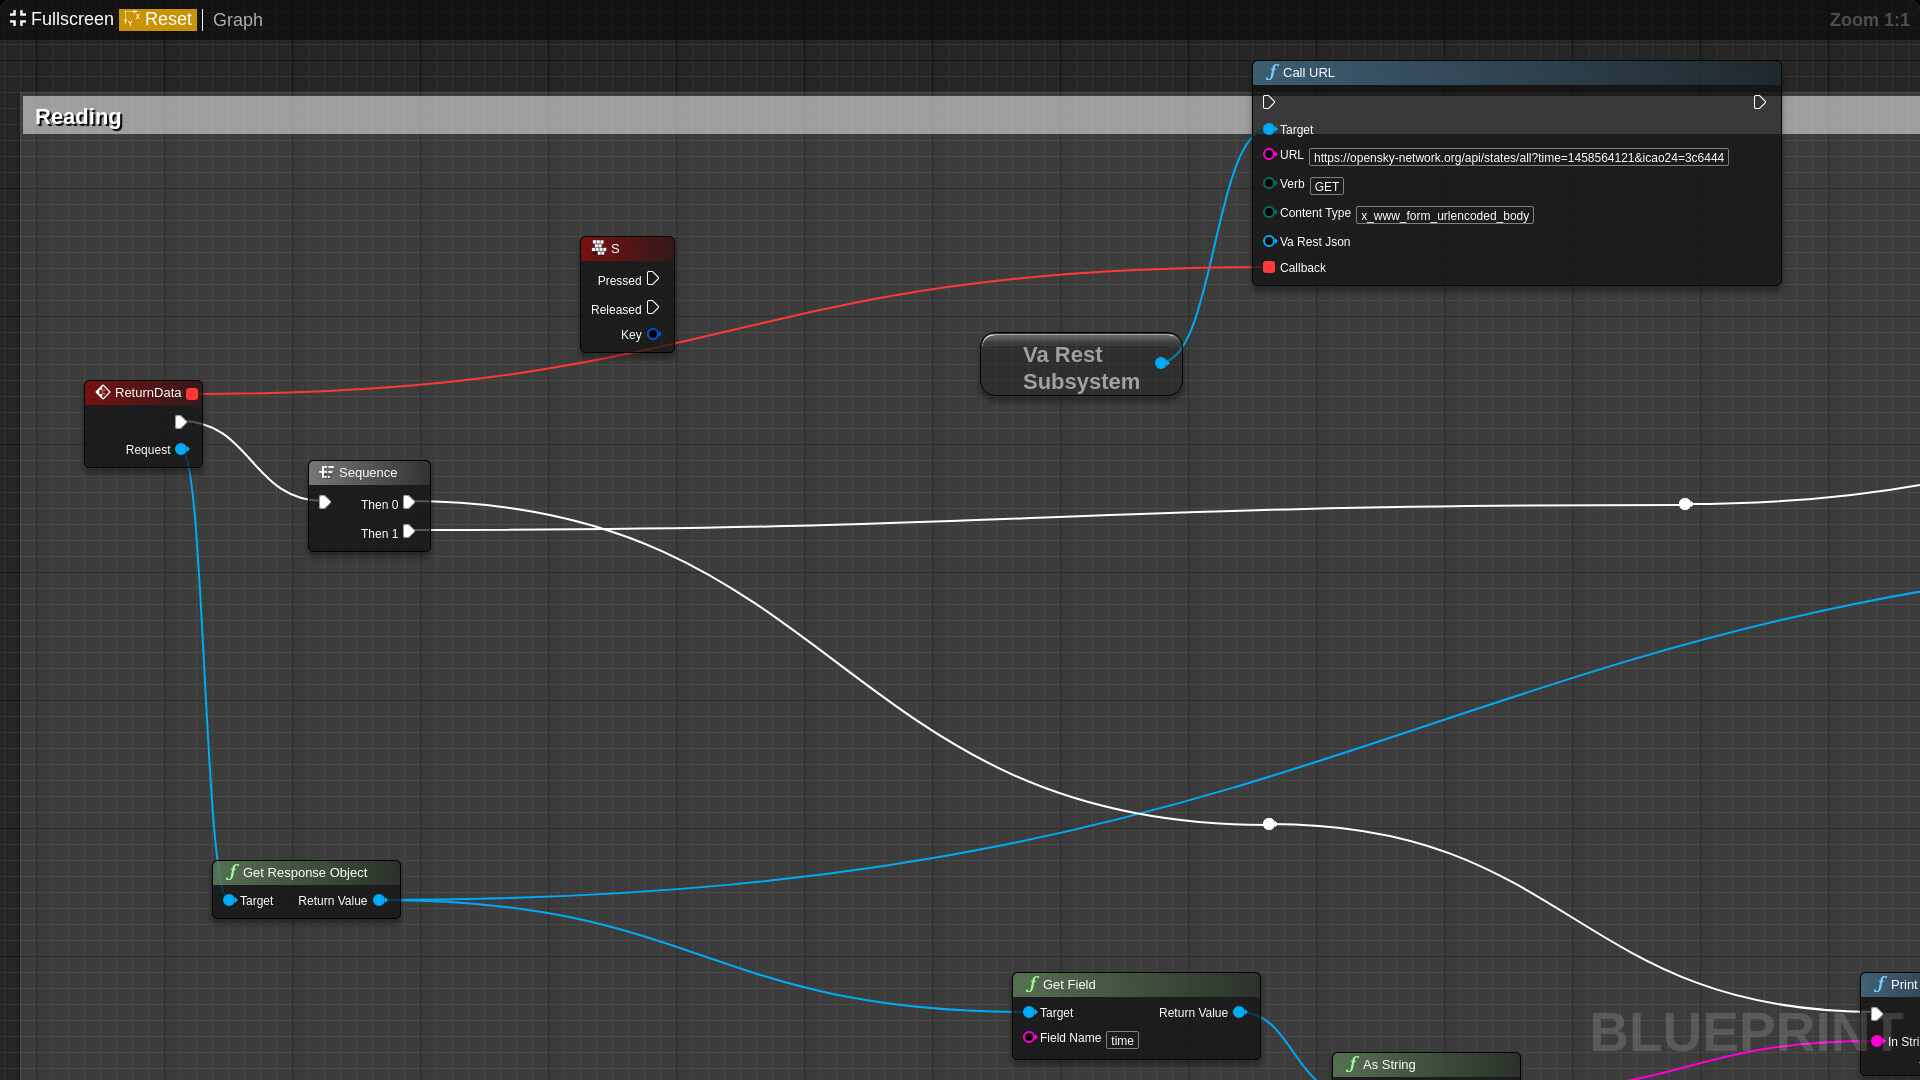 Fullscreen Reset Graph
Zoom 1:1
Reading
Call URL
Target
URL https://opensky-network.org/api/states/all?time=1458564121&icao24=3c6444
Verb GET
Content Type x_www_form_urlencoded_body
Va Rest Json
Callback
S
Pressed
Released
Key
Va Rest
Subsystem
ReturnData
Request
Sequence
Then 0
Then 1
Get Response Object
Target Return Value
Get Field
Target Return Value
Field Name time
As String
Print
In Stri
BLUEPRINT